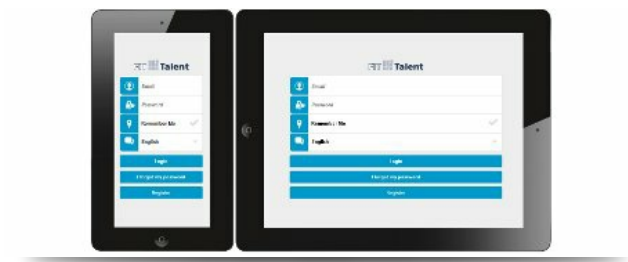 Talent
Email
Password
Remember Me
English
Login
I forgot my password
Register
Talent
Email
Password
Remember Me
English
Login
I forgot my password
Register